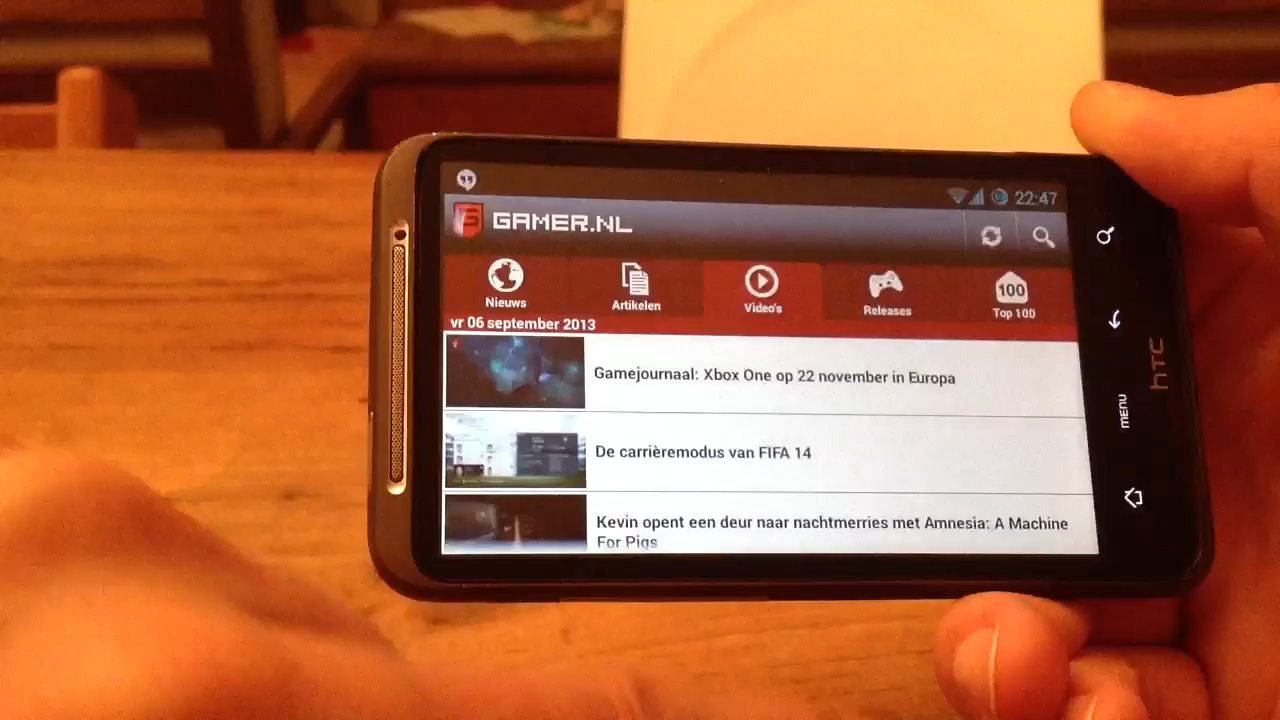 22:47
GAMER.NL
Nieuws
Artikelen
Video's
Releases
100
Top 100
vr 06 september 2013
Gamejournaal: Xbox One op 22 november in Europa
De carrièremodus van FIFA 14
Kevin opent een deur naar nachtmerries met Amnesia: A Machine
For Pigs
MENU
hTC